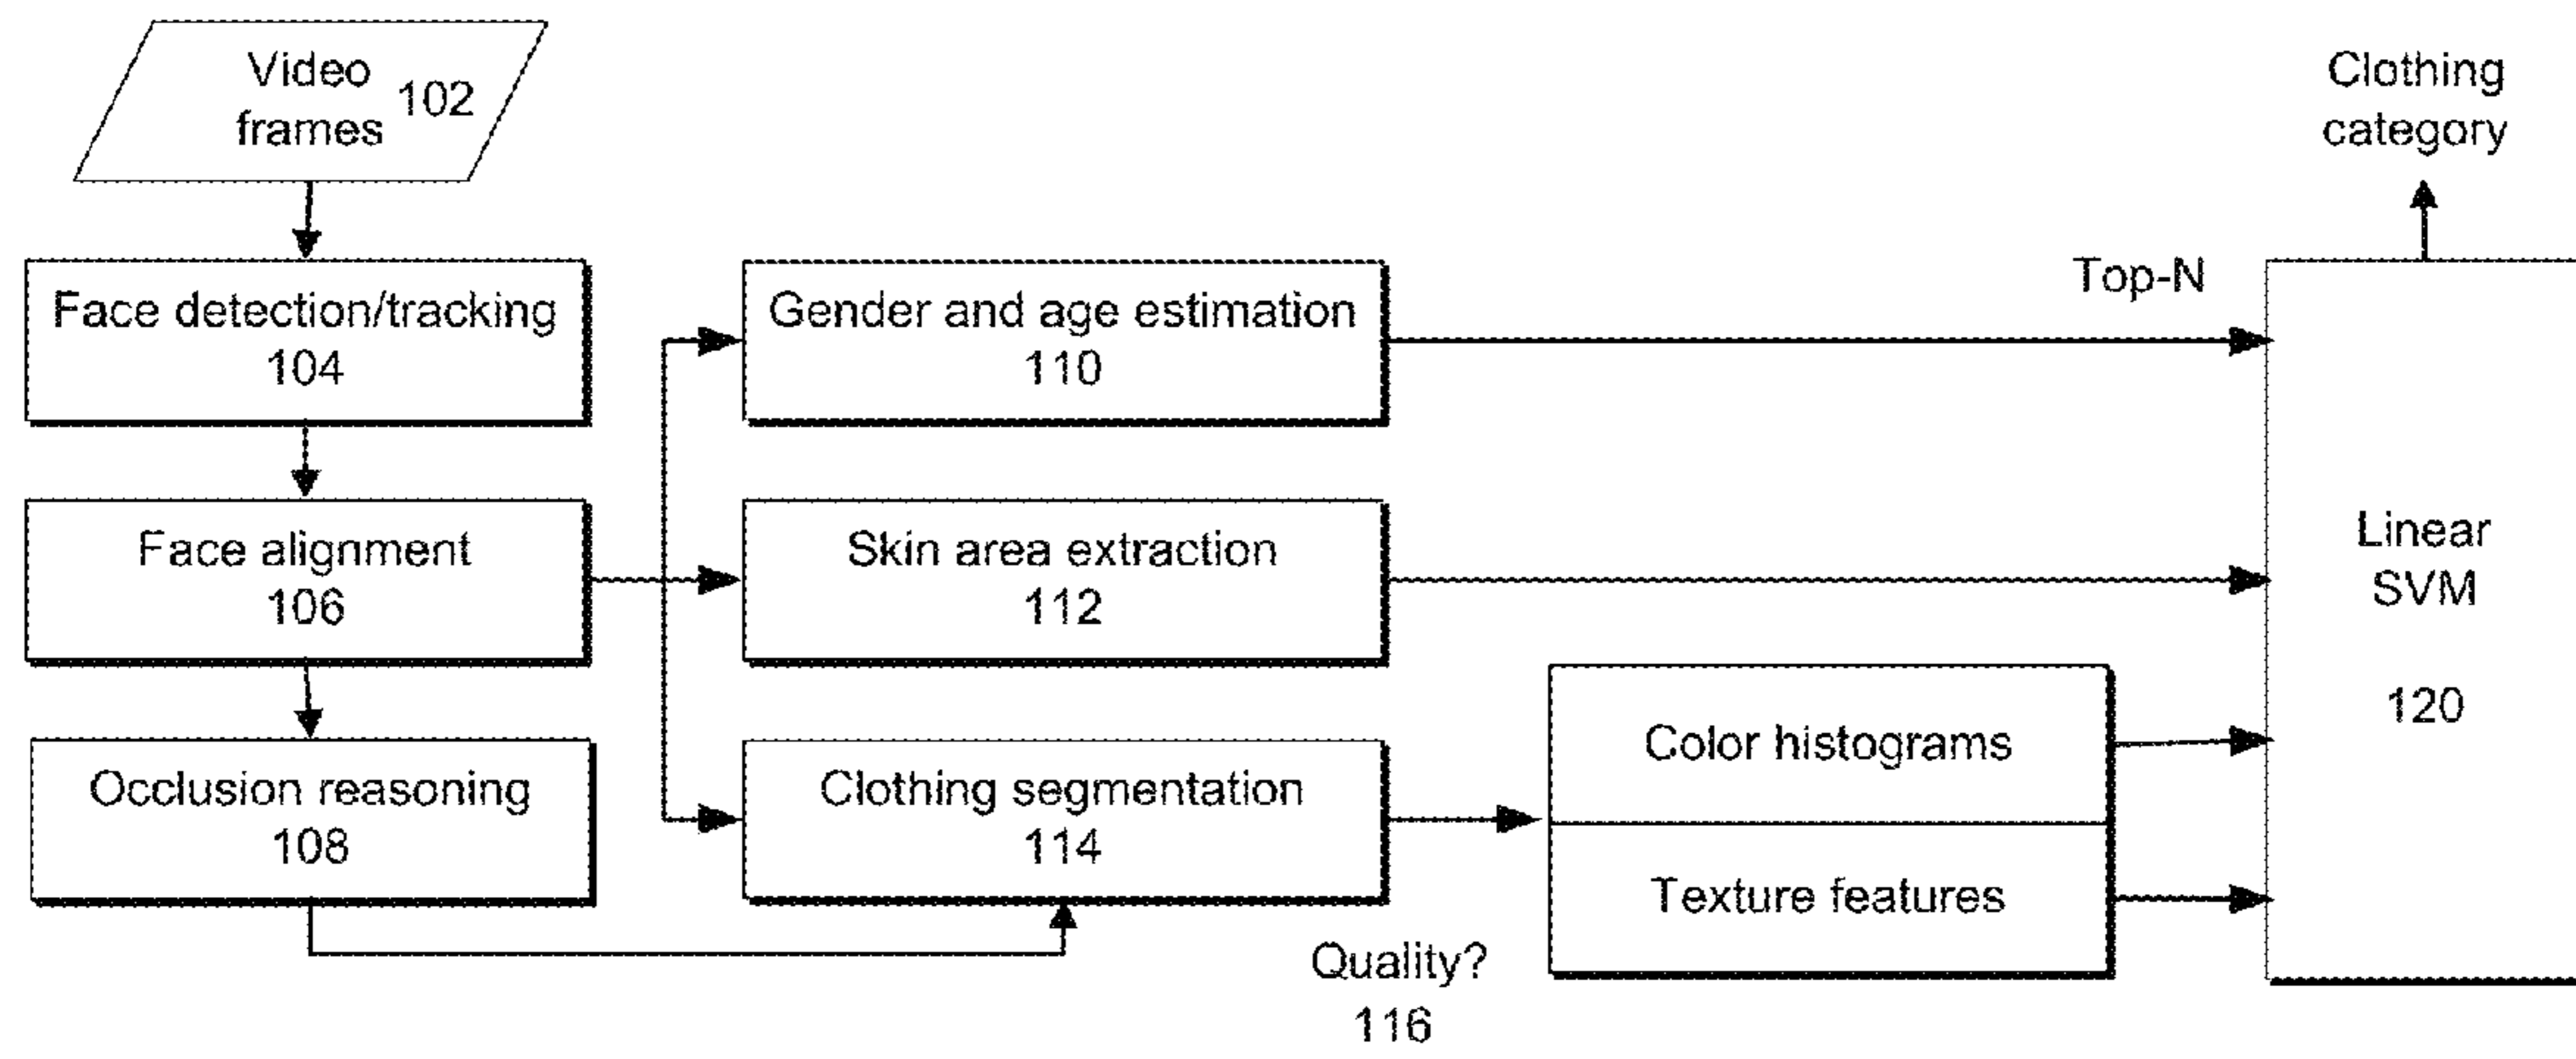 Video
frames 102
Face detection/tracking
104
Face alignment
106
Occlusion reasoning
108
Gender and age estimation
110
Skin area extraction
112
Clothing segmentation
114
Quality?
116
Color histograms
Texture features
Top-N
Clothing
category
Linear
SVM
120